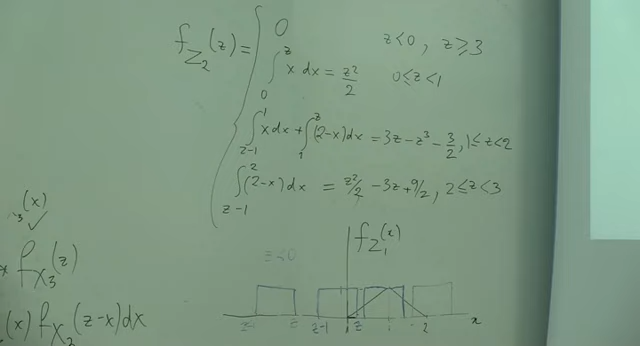 f_{Z_2}(z) = { 0   z<0, z≥3
∫_0^z x dx = z²/2   0≤z<1
∫_{z-1}^1 x dx + ∫_1^z (2-x) dx = 3z - z³ - 3/2, 1≤z<2
∫_{z-1}^2 (2-x) dx = z²/2 - 3z + 9/2, 2≤z<3
(x)
f_{X_3}(z)
(x) f_{X_2}(z-x) dx
f_{Z_1}(x)
z<0
z-1 z z-1 z 1 2 x